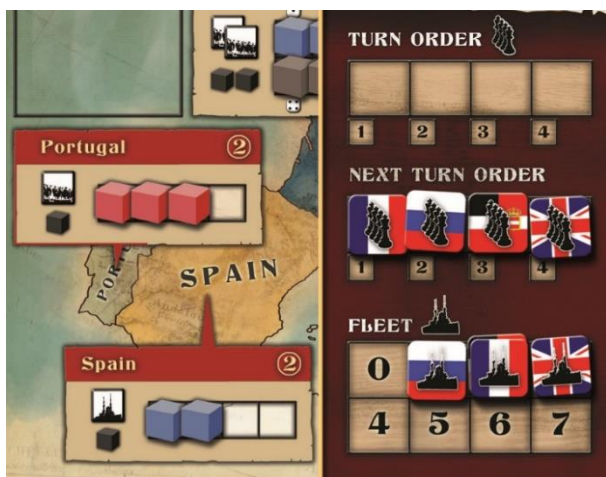 Portugal 2
PORT
SPAIN
Spain 2
TURN ORDER
1 2 3 4
NEXT TURN ORDER
1 2 3 4
FLEET
0
4 5 6 7